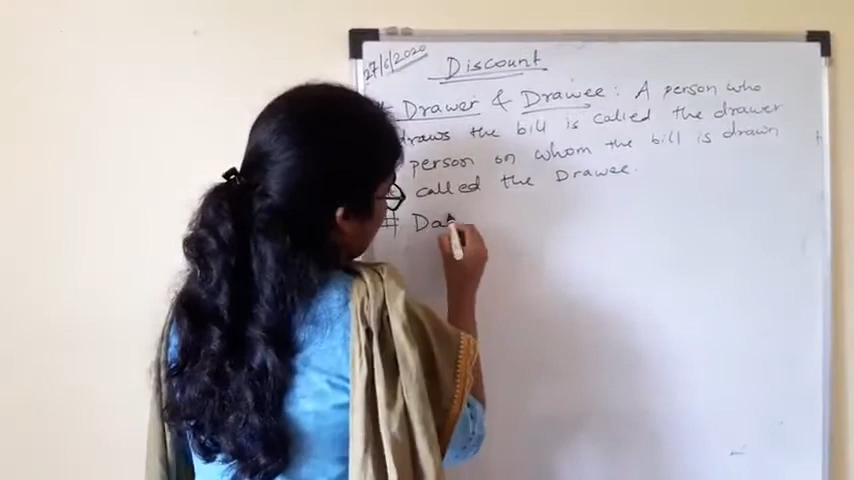 27/6/2020
Discount
# Drawer & Drawee: A person who
draws the bill is called the drawer
person on whom the bill is drawn
called the Drawee.
# Da